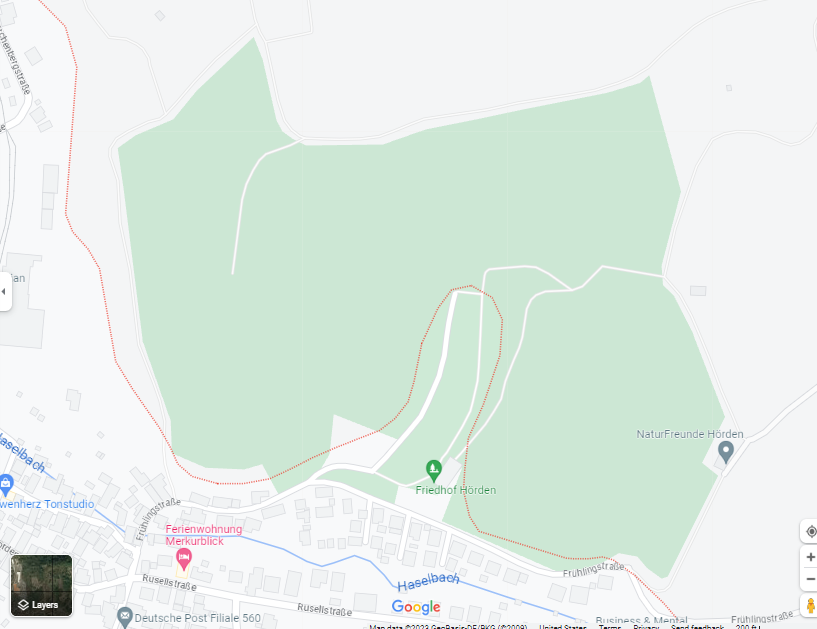 chenbergstraße
an
NaturFreunde Hörden
Haselbach
Friedhof Hörden
wenherz Tonstudio
Frühlingstraße
Ferienwohnung
Merkurblick
Frühlingstraße
Rusellstraße
Haselbach
Layers
Rusellstraße
Google
Deutsche Post Filiale 560
Business & Mental
Frühlingstraße
Map data ©2023 GeoBasis-DE/BKG (©2009) United States Terms Privacy Send feedback 200 ft